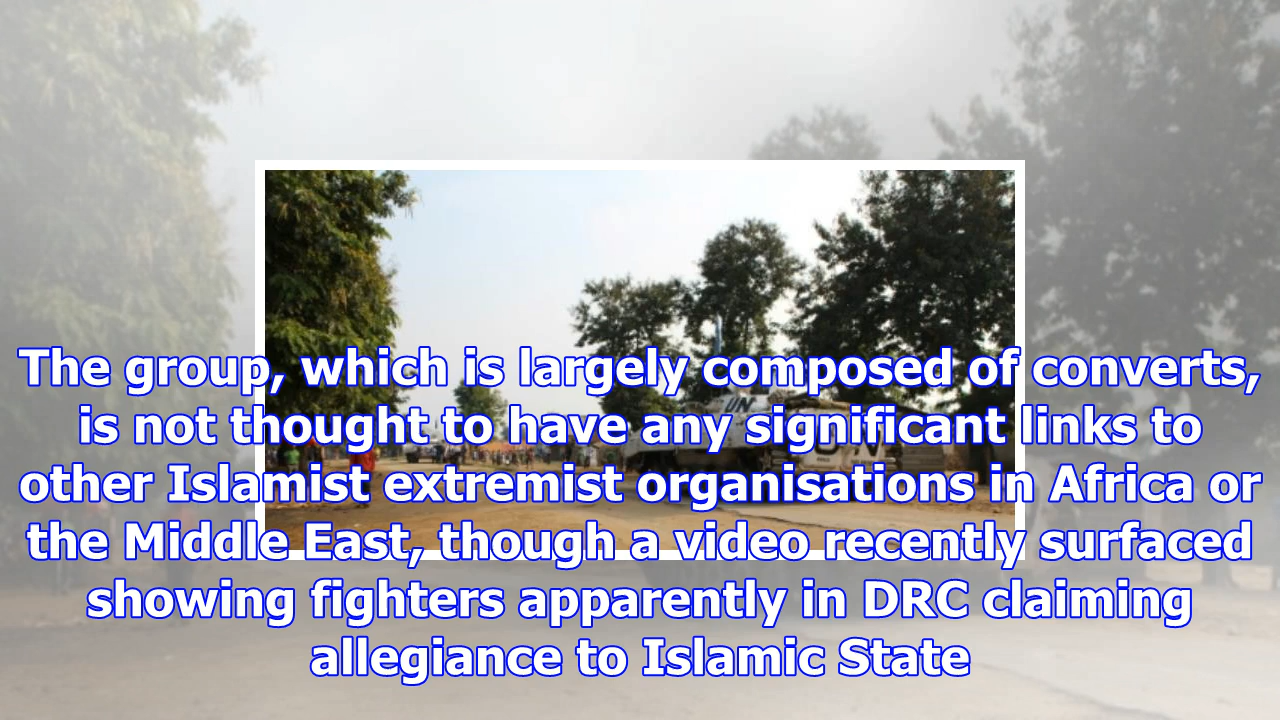 The group, which is largely composed of converts,
is not thought to have any significant links to
other Islamist extremist organisations in Africa or
the Middle East, though a video recently surfaced
showing fighters apparently in DRC claiming
allegiance to Islamic State
UN
UN